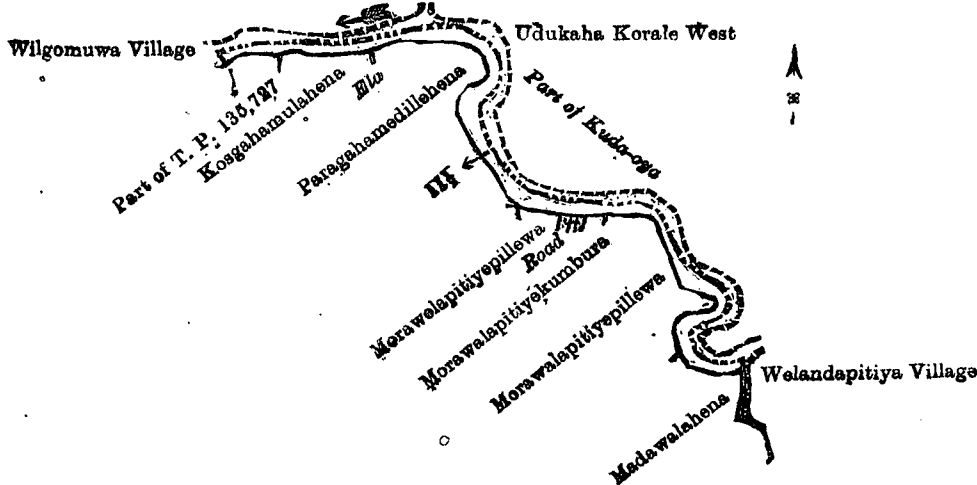 Wilgomuwa Village
Udukaha Korale West
Part of T. P. 135,727
Kosgahamulahena
Ela
Paragahamedillehena
Part of Kuda-oya
Morawelapitiyepillewa
Road
Morawalapitiyekumbura
Morawalapitiyepillewa
Welandapitiya Village
Madawalahena